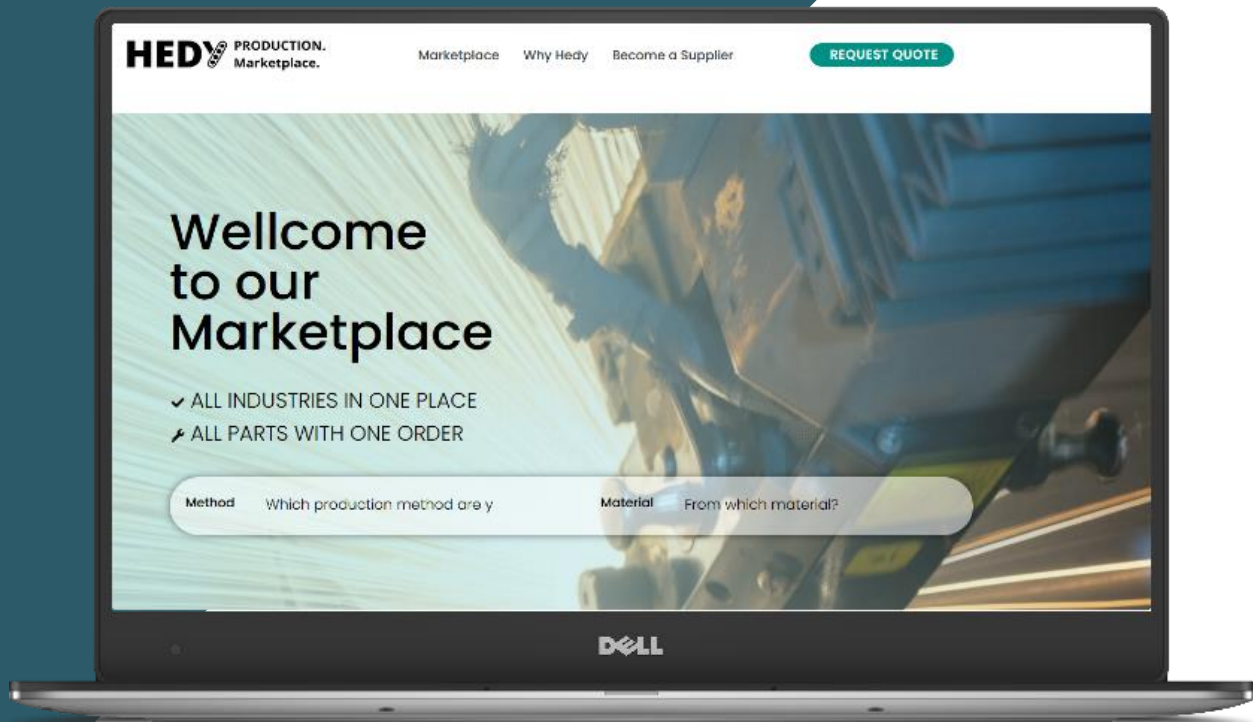 HEDY PRODUCTION.
Marketplace.
Marketplace Why Hedy Become a Supplier REQUEST QUOTE
Wellcome
to our
Marketplace
ALL INDUSTRIES IN ONE PLACE
ALL PARTS WITH ONE ORDER
Method Which production method are y Material From which material?
DELL